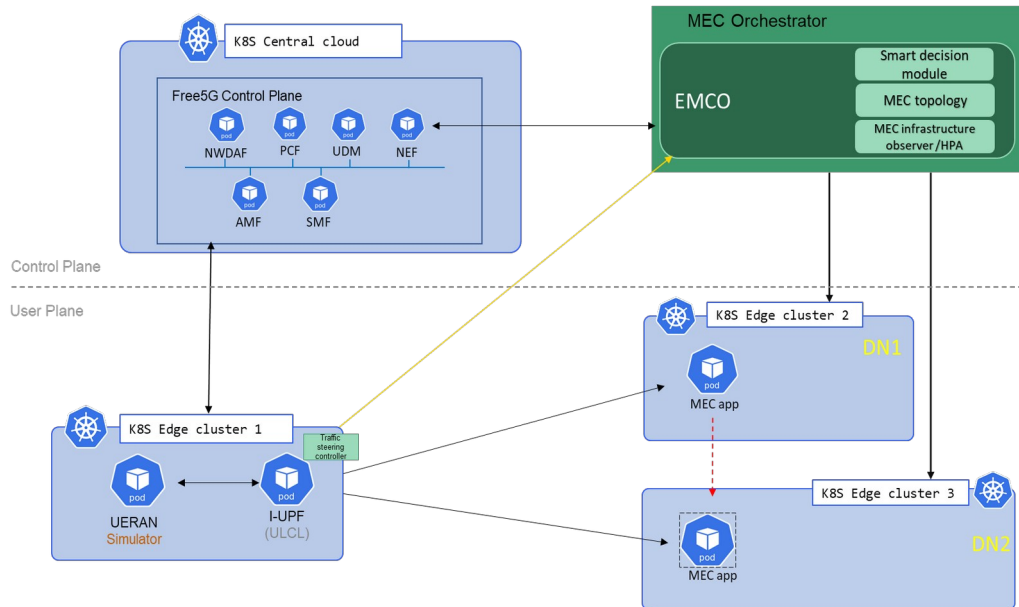 MEC Orchestrator
K8S Central cloud
Smart decision
module
Free5G Control Plane
EMCO
MEC topology
pod
pod
pod
pod
MEC infrastructure
observer/HPA
NWDAF
PCF
UDM
NEF
pod
pod
AMF
SMF
Control Plane
User Plane
K8S Edge cluster 2
DN1
pod
MEC app
K8S Edge cluster 1
Traffic
steering
controller
pod
pod
UERAN
Simulator
I-UPF
(ULCL)
K8S Edge cluster 3
pod
DN2
MEC app